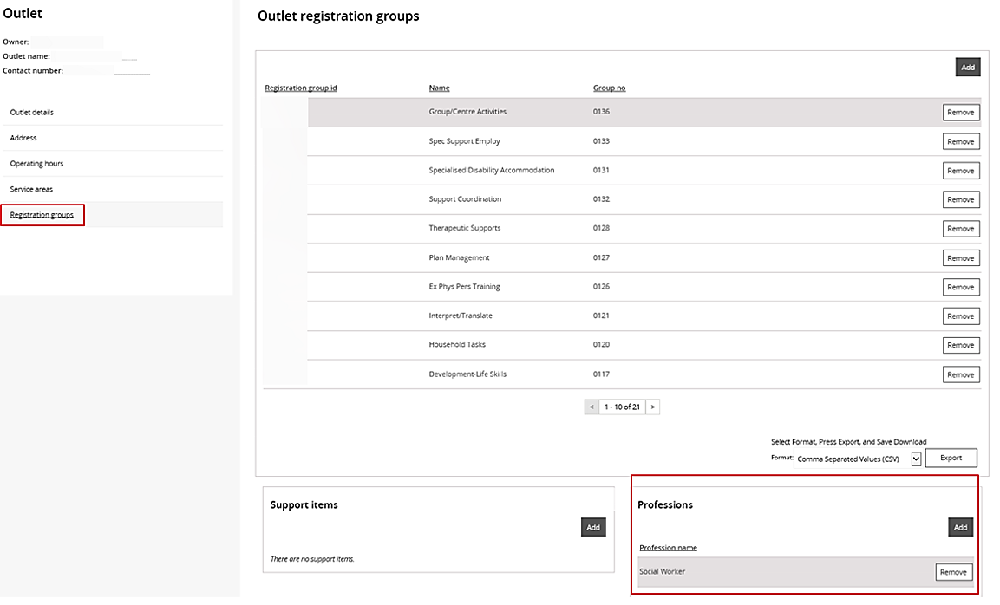 Outlet
Owner:
Outlet name:
Contact number:
Outlet details
Address
Operating hours
Service areas
Registration groups
Outlet registration groups
Add
Registration group id Name Group no
Group/Centre Activities 0136 Remove
Spec Support Employ 0133 Remove
Specialised Disability Accommodation 0131 Remove
Support Coordination 0132 Remove
Therapeutic Supports 0128 Remove
Plan Management 0127 Remove
Ex Phys Pers Training 0126 Remove
Interpret/Translate 0121 Remove
Household Tasks 0120 Remove
Development-Life Skills 0117 Remove
< 1 - 10 of 21 >
Select Format, Press Export, and Save Download
Format: Comma Separated Values (CSV) Export
Support items
Add
There are no support items.
Professions
Add
Profession name
Social Worker Remove